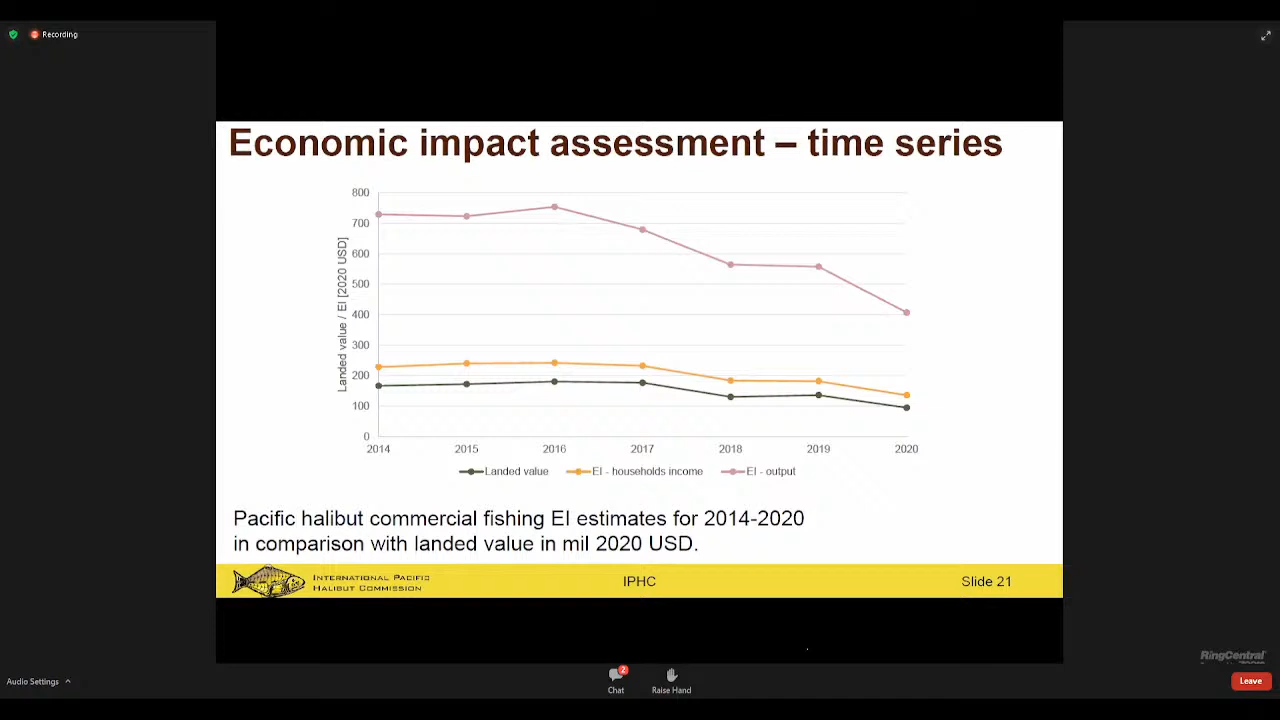 Recording
Economic impact assessment – time series
Landed value / EI [2020 USD]
800
700
600
500
400
300
200
100
0
2014 2015 2016 2017 2018 2019 2020
Landed value EI - households income EI - output
Pacific halibut commercial fishing EI estimates for 2014-2020
in comparison with landed value in mil 2020 USD.
INTERNATIONAL PACIFIC
HALIBUT COMMISSION
IPHC
Slide 21
RingCentral
Audio Settings
2
Chat
Raise Hand
Leave